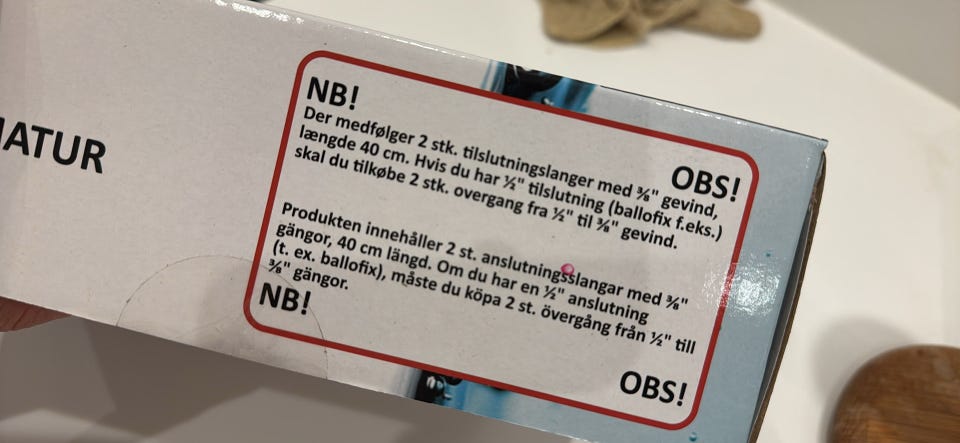 NATUR
NB!
OBS!
Der medfølger 2 stk. tilslutningslanger med ⅜" gevind,
længde 40 cm. Hvis du har ½" tilslutning (ballofix f.eks.)
skal du tilkøbe 2 stk. overgang fra ½" til ⅜" gevind.
Produkten innehåller 2 st. anslutningsslangar med ⅜"
gängor, 40 cm längd. Om du har en ½" anslutning
(t. ex. ballofix), måste du köpa 2 st. övergång från ½" till
⅜" gängor.
NB!
OBS!